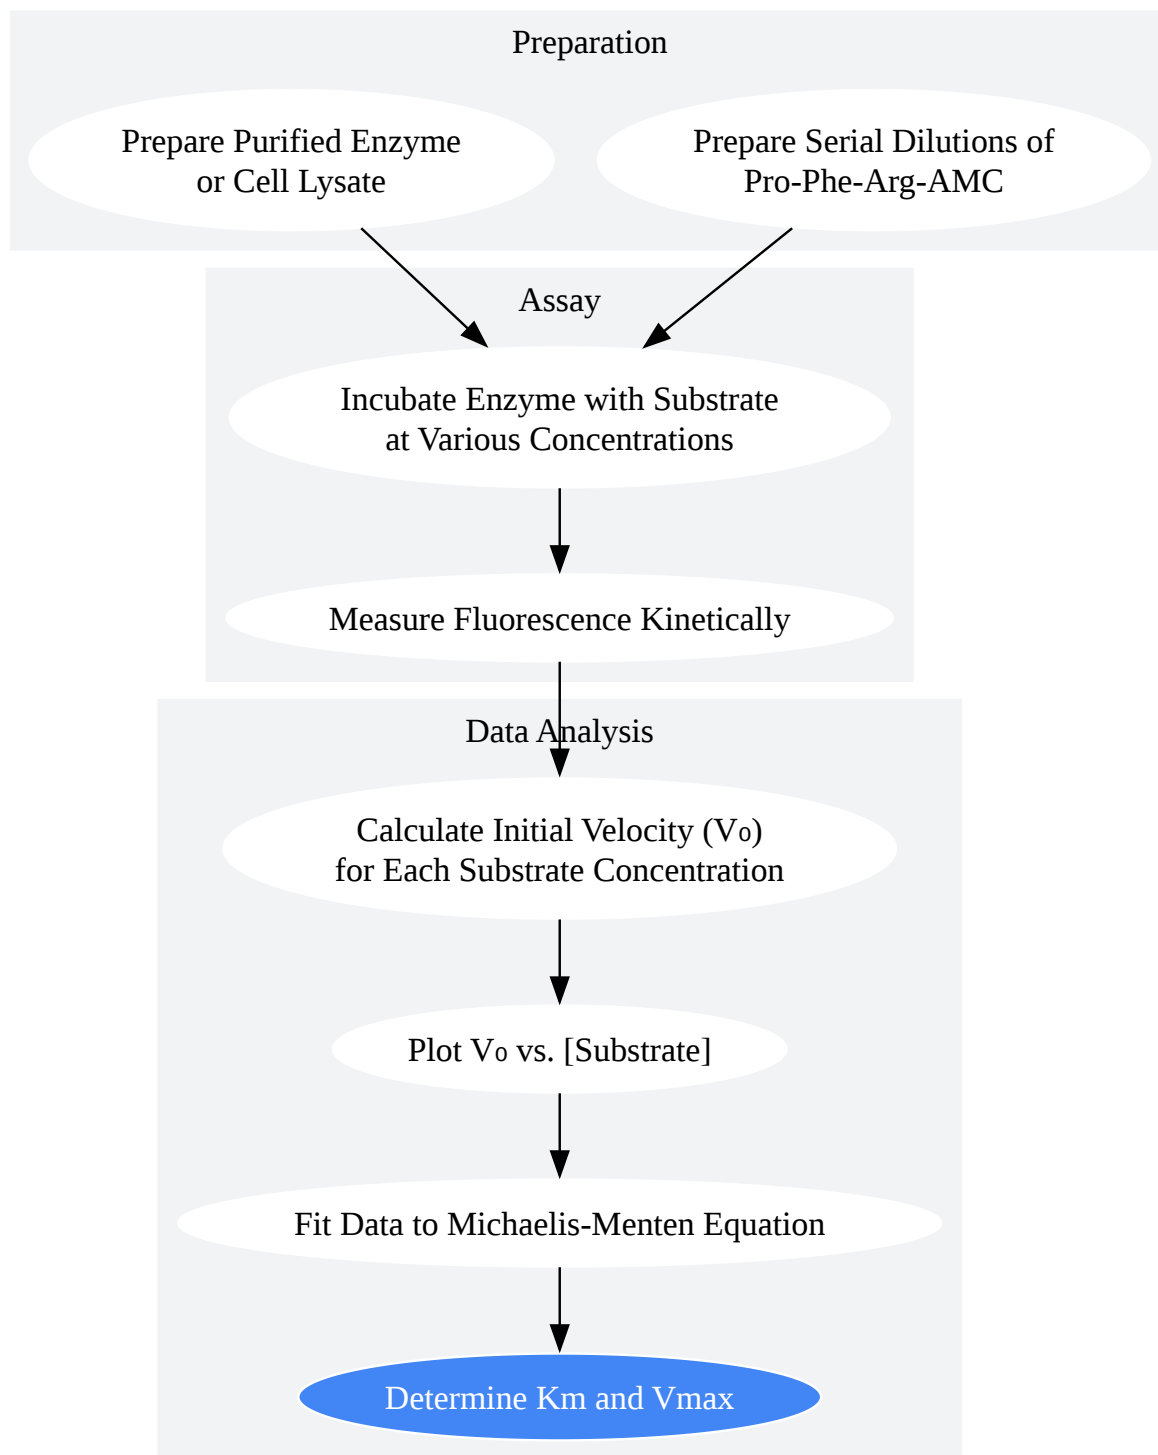 Preparation
Prepare Purified Enzyme
or Cell Lysate
Prepare Serial Dilutions of
Pro-Phe-Arg-AMC
Assay
Incubate Enzyme with Substrate
at Various Concentrations
Measure Fluorescence Kinetically
Data Analysis
Calculate Initial Velocity (V₀)
for Each Substrate Concentration
Plot V₀ vs. [Substrate]
Fit Data to Michaelis-Menten Equation
Determine Km and Vmax